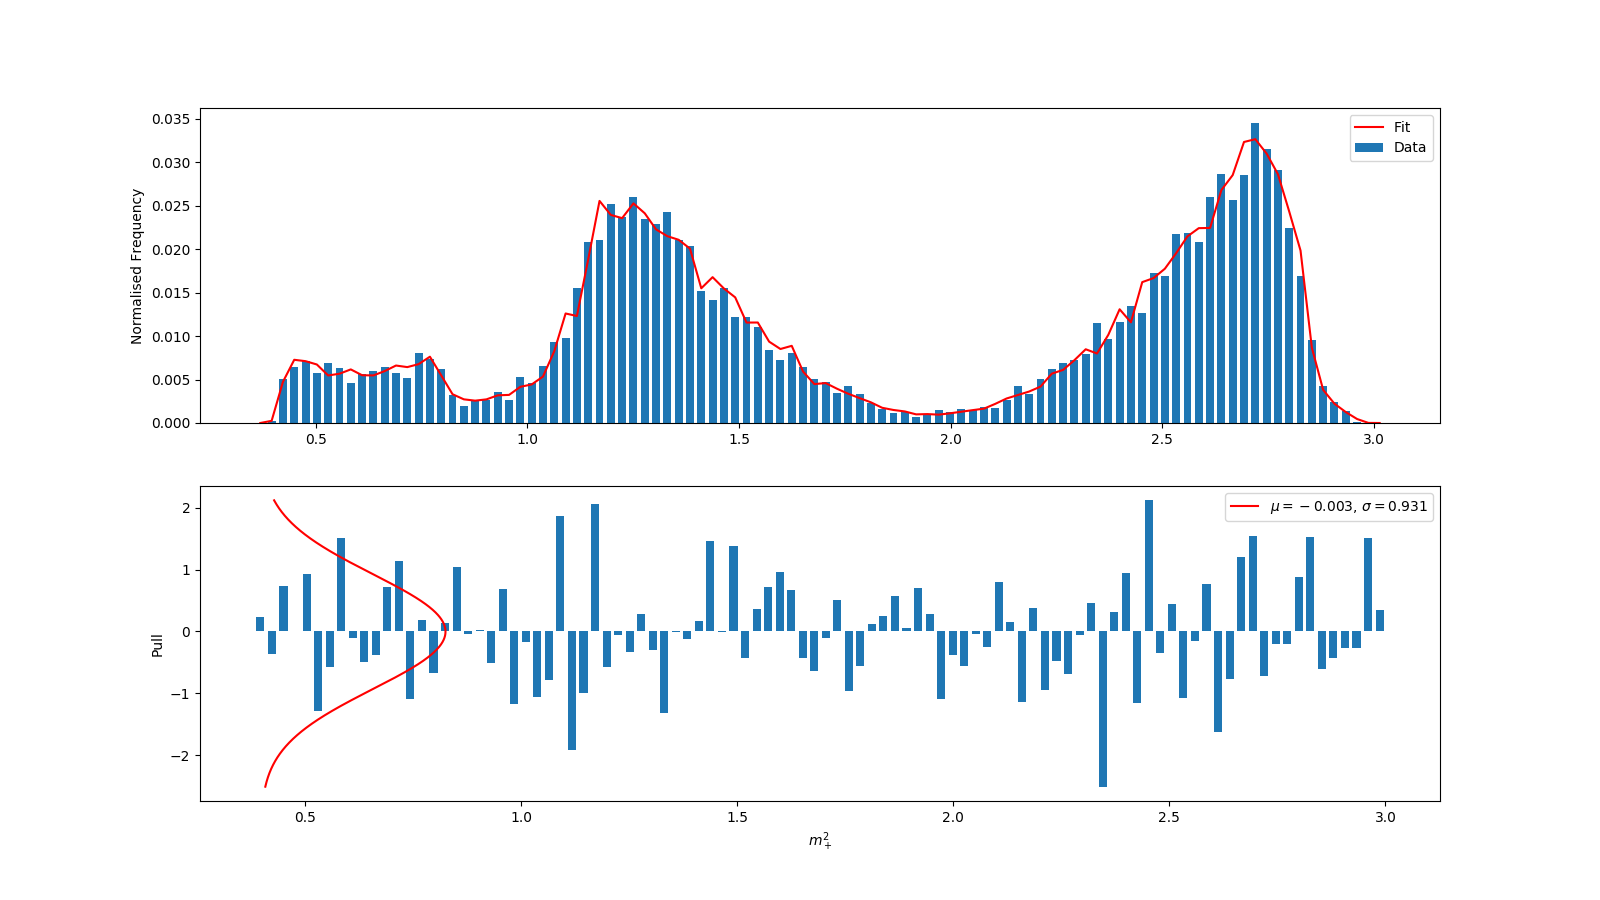 0.035
0.030
0.025
0.020
0.015
0.010
0.005
0.000
Normalised Frequency
Fit
Data
0.5 1.0 1.5 2.0 2.5 3.0
2
1
0
−1
−2
Pull
μ = −0.003, σ = 0.931
0.5 1.0 1.5 2.0 2.5 3.0
m²₊